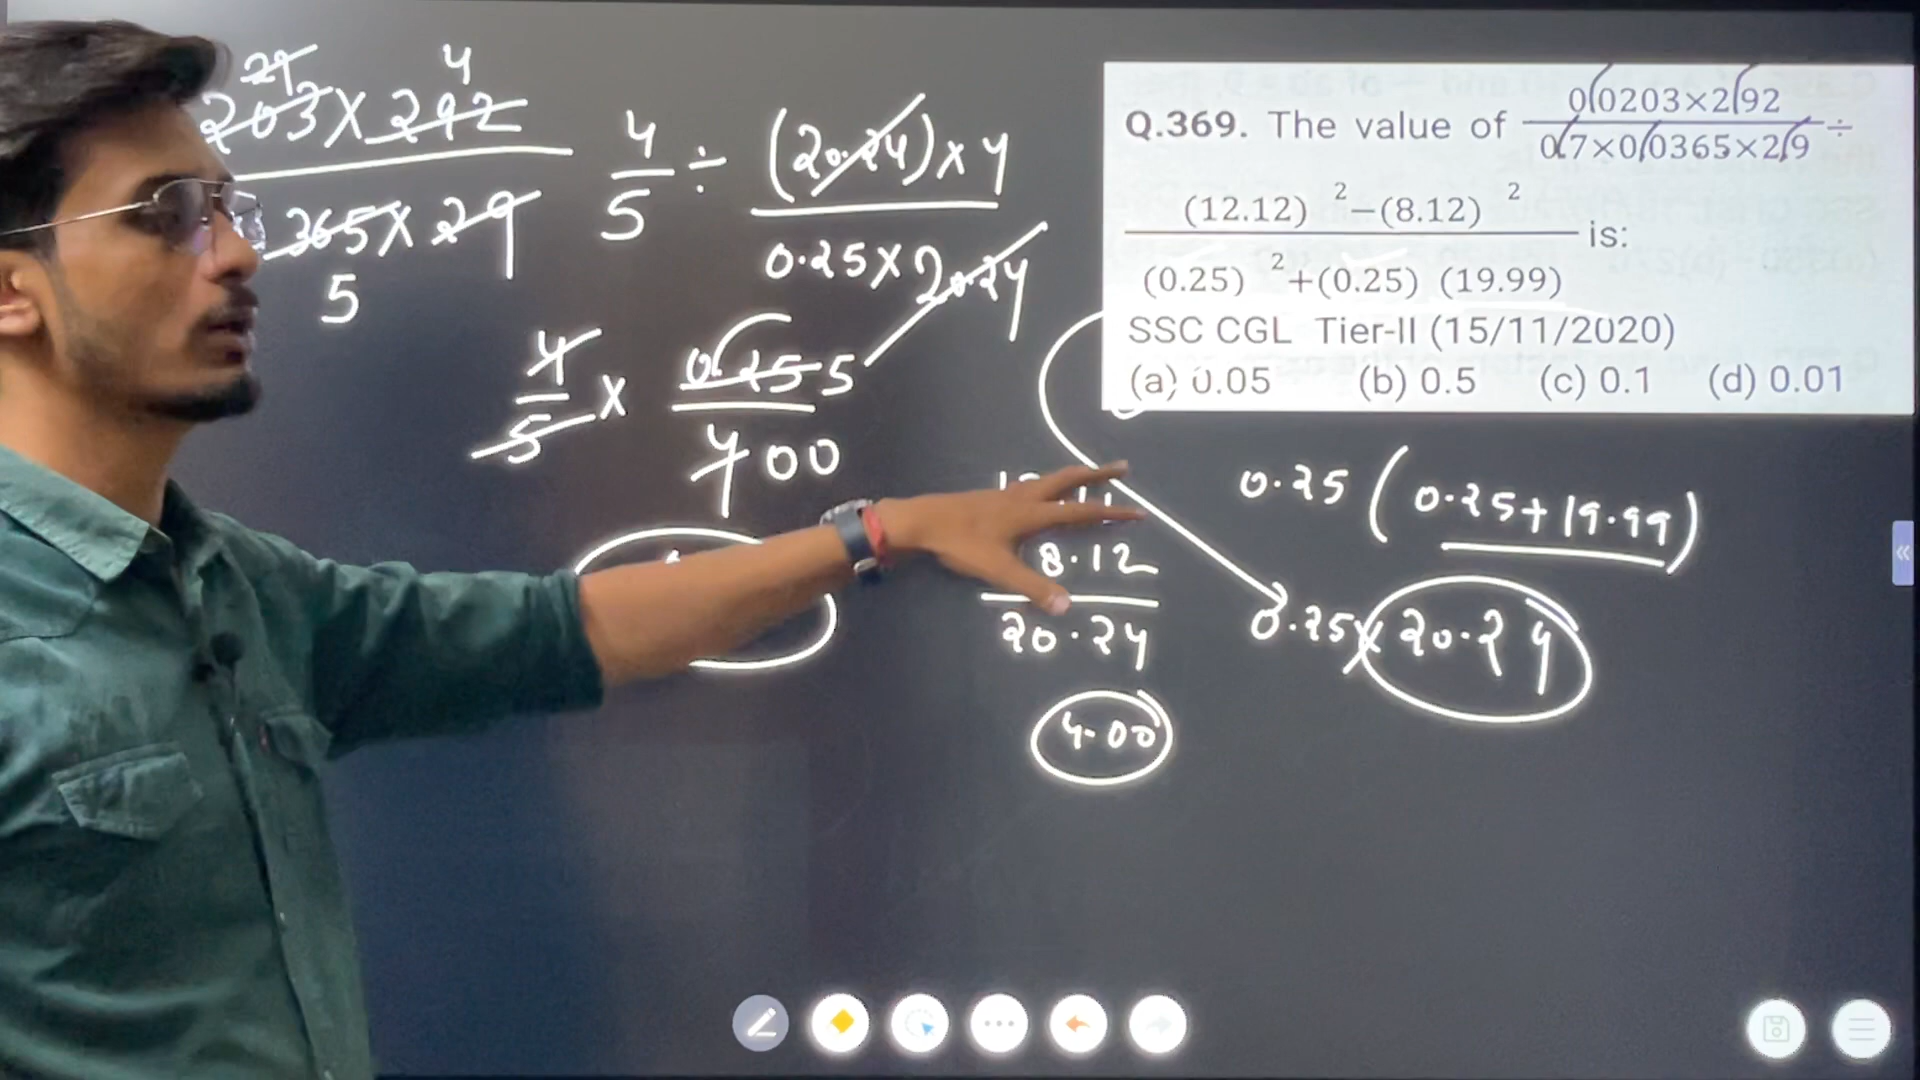 29 4
203 X 292
365 X 29
5
4/5 ÷ (20.24) x 4
0.25 X 20.24
4/5 X 0.25 5
400
8.12
20.24
4.00
Q.369. The value of 0.0203×2.92 ÷
0.7×0.0365×2.9
(12.12) 2−(8.12) 2 is:
(0.25) 2+(0.25) (19.99)
SSC CGL Tier-II (15/11/2020)
(a) 0.05 (b) 0.5 (c) 0.1 (d) 0.01
0.25 ( 0.25+19.99)
0.25 x 20.24